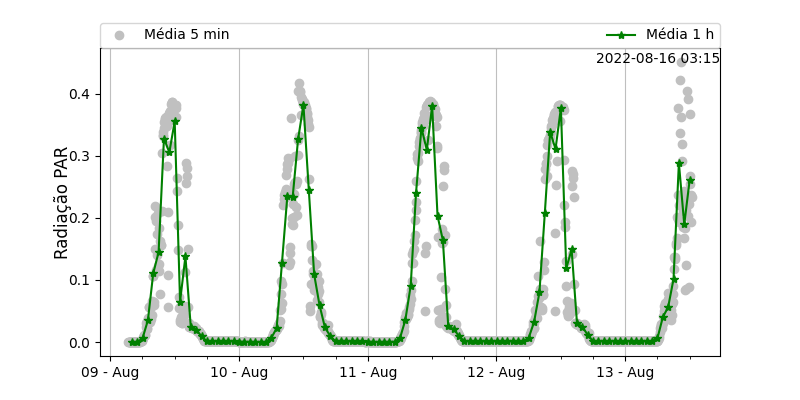 Média 5 min
Média 1 h
2022-08-16 03:15
Radiação PAR
0.4
0.3
0.2
0.1
0.0
09 - Aug
10 - Aug
11 - Aug
12 - Aug
13 - Aug